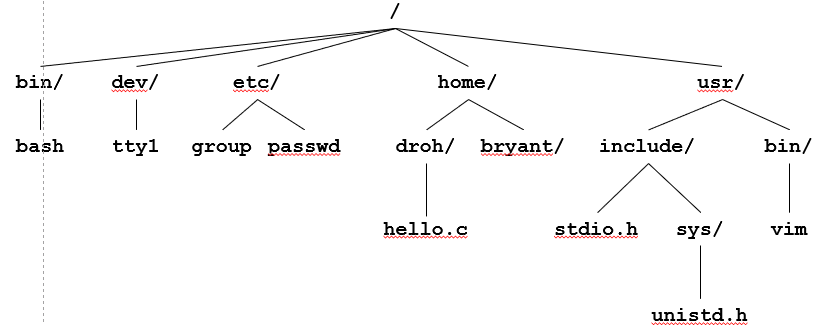 /
bin/ dev/ etc/ home/ usr/
bash tty1 group passwd droh/ bryant/ include/ bin/
hello.c stdio.h sys/ vim
unistd.h